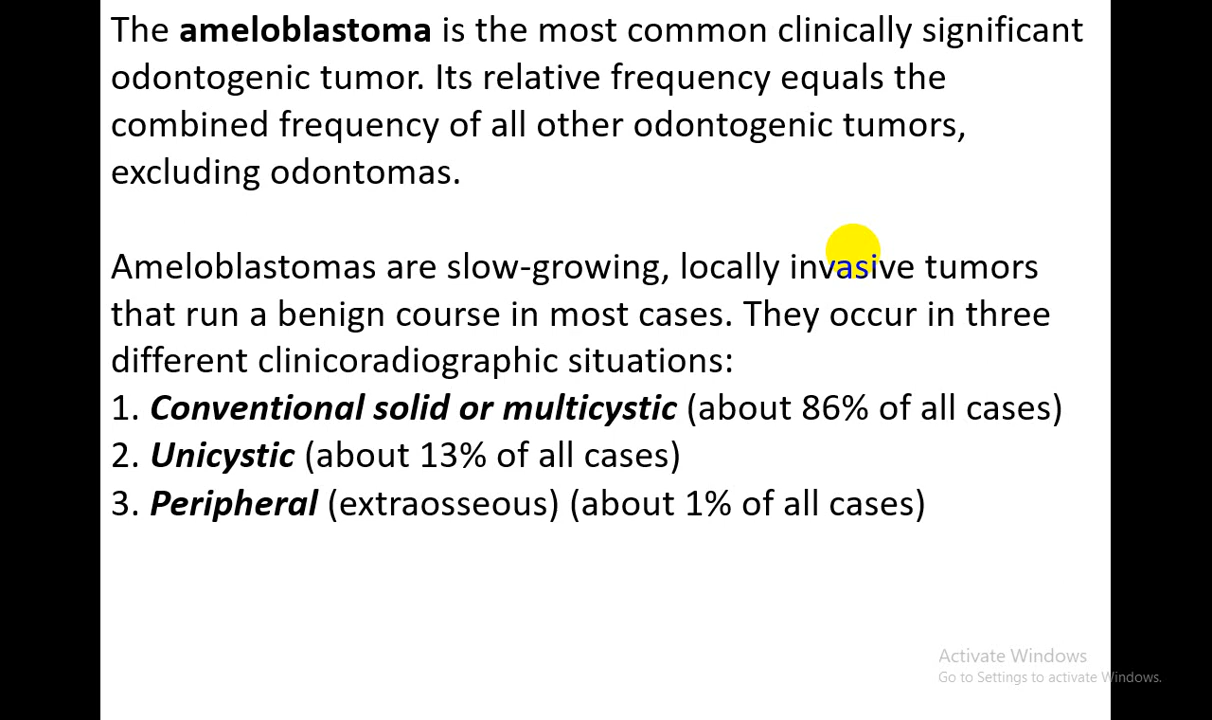 The ameloblastoma is the most common clinically significant
odontogenic tumor. Its relative frequency equals the
combined frequency of all other odontogenic tumors,
excluding odontomas.
Ameloblastomas are slow-growing, locally invasive tumors
that run a benign course in most cases. They occur in three
different clinicoradiographic situations:
1. Conventional solid or multicystic (about 86% of all cases)
2. Unicystic (about 13% of all cases)
3. Peripheral (extraosseous) (about 1% of all cases)
Activate Windows
Go to Settings to activate Windows.